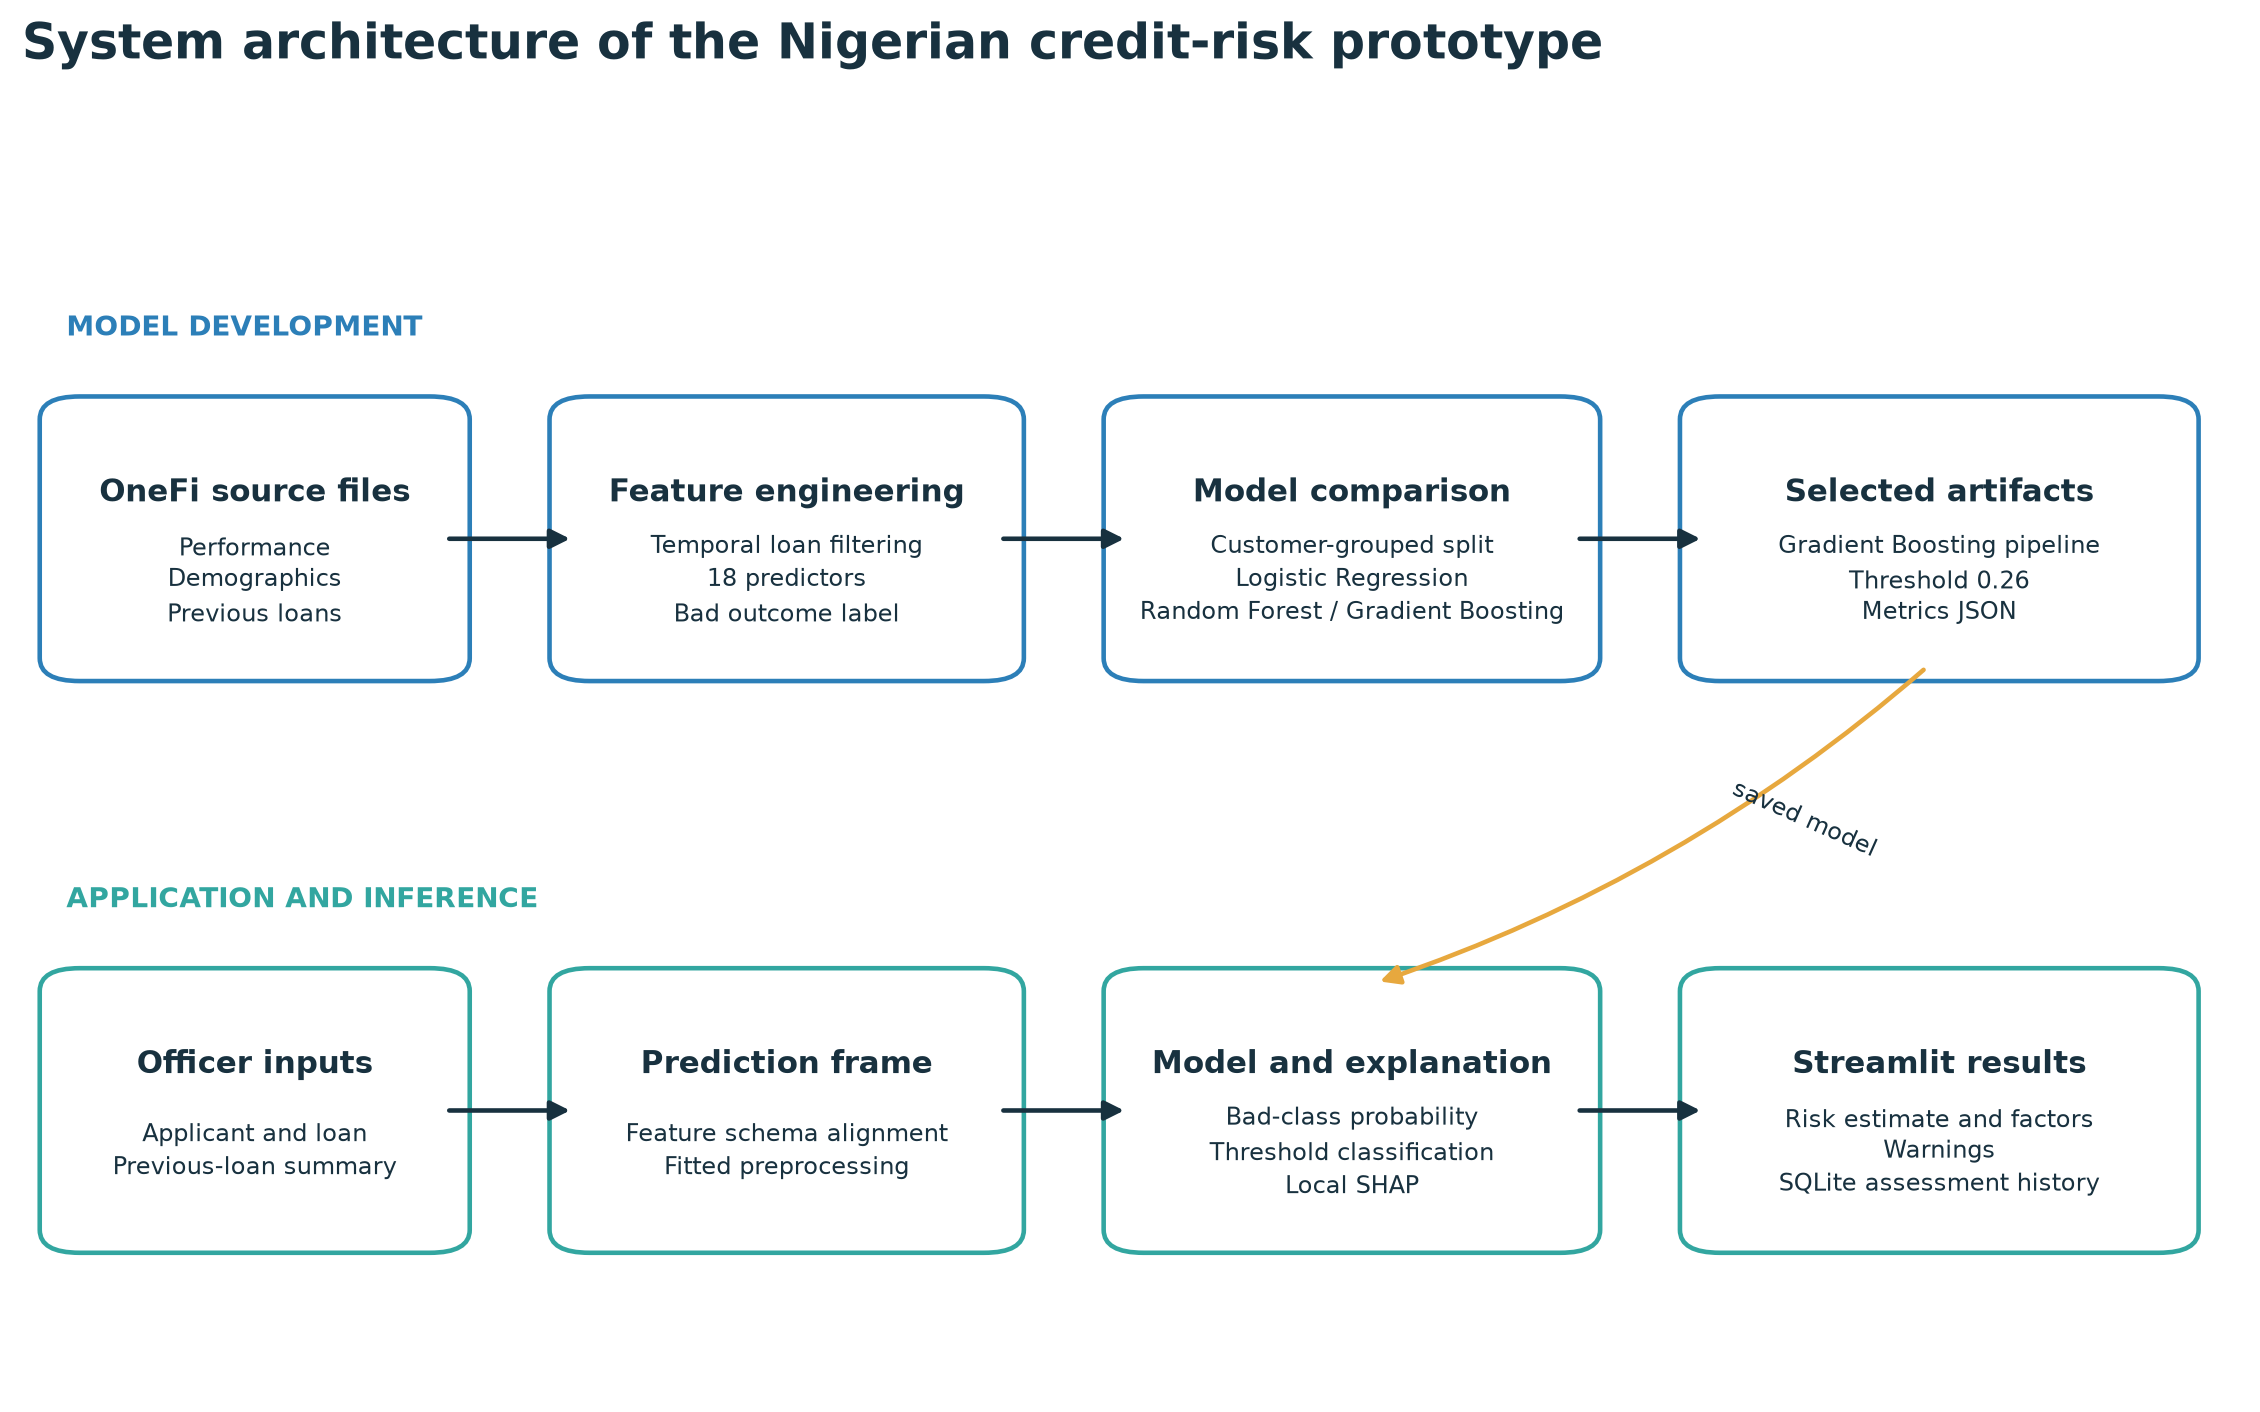 System architecture of the Nigerian credit-risk prototype
MODEL DEVELOPMENT
OneFi source files
Performance
Demographics
Previous loans
Feature engineering
Temporal loan filtering
18 predictors
Bad outcome label
Model comparison
Customer-grouped split
Logistic Regression
Random Forest / Gradient Boosting
Selected artifacts
Gradient Boosting pipeline
Threshold 0.26
Metrics JSON
saved model
APPLICATION AND INFERENCE
Officer inputs
Applicant and loan
Previous-loan summary
Prediction frame
Feature schema alignment
Fitted preprocessing
Model and explanation
Bad-class probability
Threshold classification
Local SHAP
Streamlit results
Risk estimate and factors
Warnings
SQLite assessment history